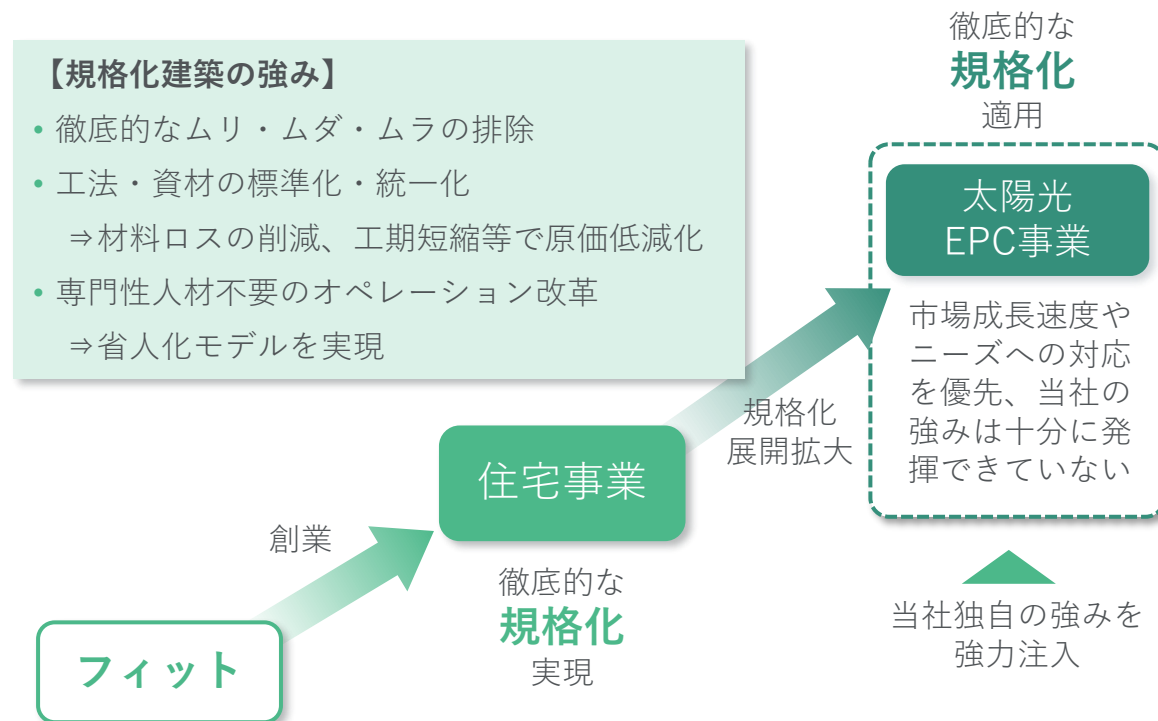 【規格化建築の強み】
• 徹底的なムリ・ムダ・ムラの排除
• 工法・資材の標準化・統一化
⇒材料ロスの削減、工期短縮等で原価低減化
• 専門性人材不要のオペレーション改革
⇒省人化モデルを実現
徹底的な
規格化
適用
太陽光
EPC事業
市場成長速度や
ニーズへの対応
を優先、当社の
強みは十分に発
揮できていない
規格化
展開拡大
住宅事業
創業
徹底的な
規格化
実現
フィット
当社独自の強みを
強力注入